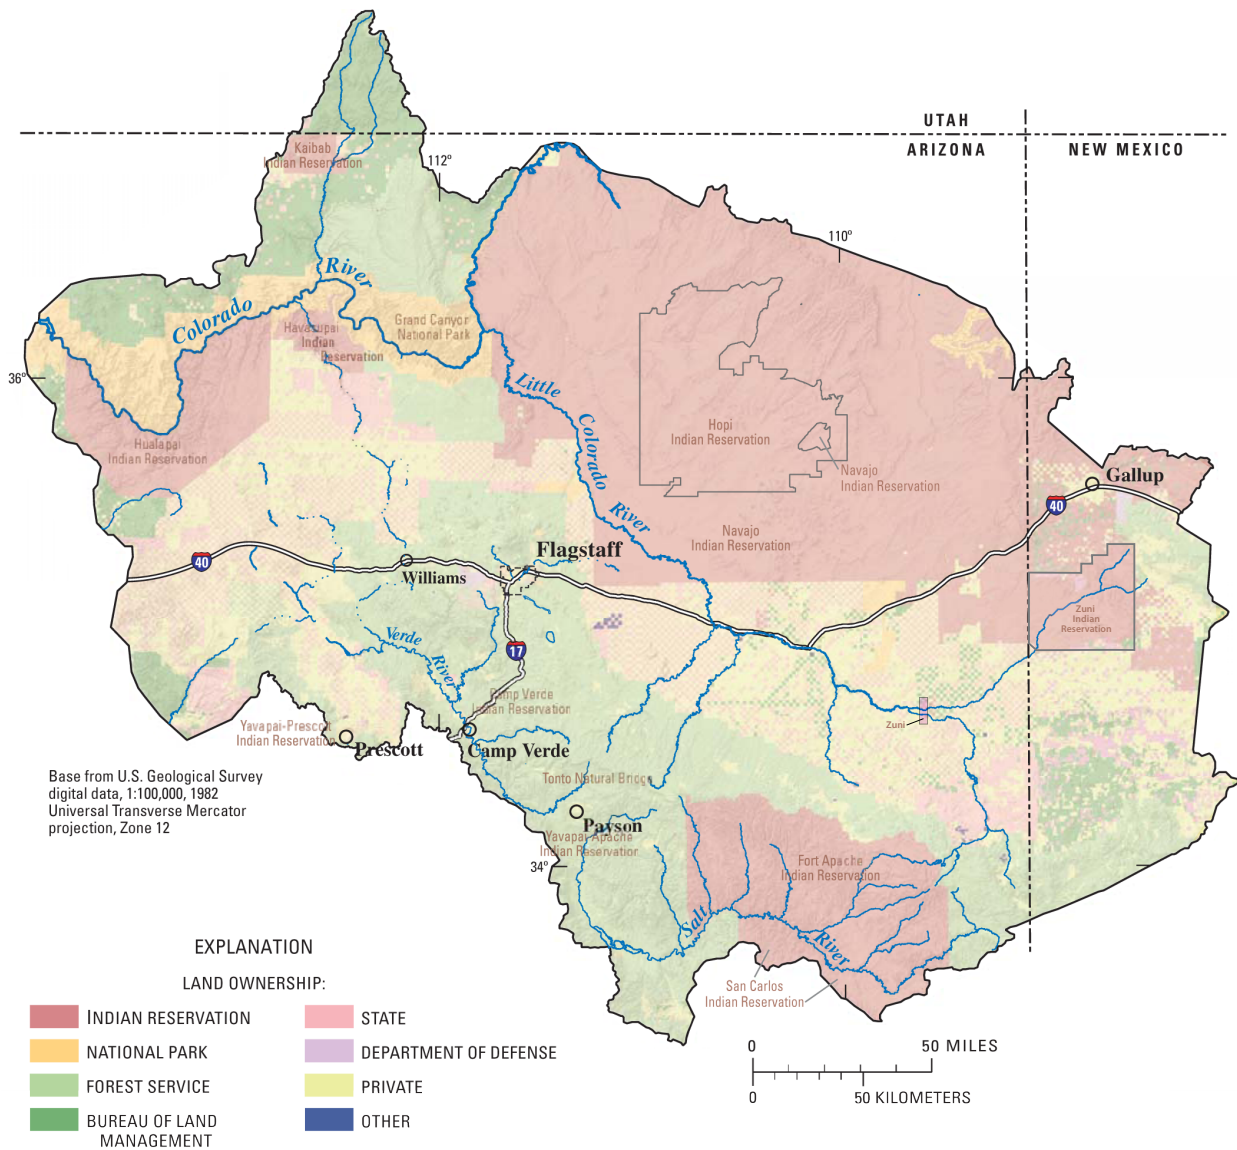 UTAH
ARIZONA
NEW MEXICO
Kaibab
Indian Reservation
112°
110°
Colorado
River
Havasupai
Indian
Reservation
Grand Canyon
National Park
36°
Little
Colorado
River
Hualapai
Indian Reservation
Hopi
Indian Reservation
Navajo
Indian Reservation
Navajo
Indian Reservation
Gallup
40
40
Flagstaff
Williams
17
Verde
River
Zuni
Indian
Reservation
Camp Verde
Indian Reservation
Zuni
Yavapai-Prescott
Indian Reservation
Prescott
Camp Verde
Tonto Natural Bridge
Payson
Yavapai Apache
Indian Reservation
34°
Fort Apache
Indian Reservation
Salt
River
San Carlos
Indian Reservation
Base from U.S. Geological Survey
digital data, 1:100,000, 1982
Universal Transverse Mercator
projection, Zone 12
EXPLANATION
LAND OWNERSHIP:
INDIAN RESERVATION
NATIONAL PARK
FOREST SERVICE
BUREAU OF LAND
MANAGEMENT
STATE
DEPARTMENT OF DEFENSE
PRIVATE
OTHER
0 50 MILES
0 50 KILOMETERS